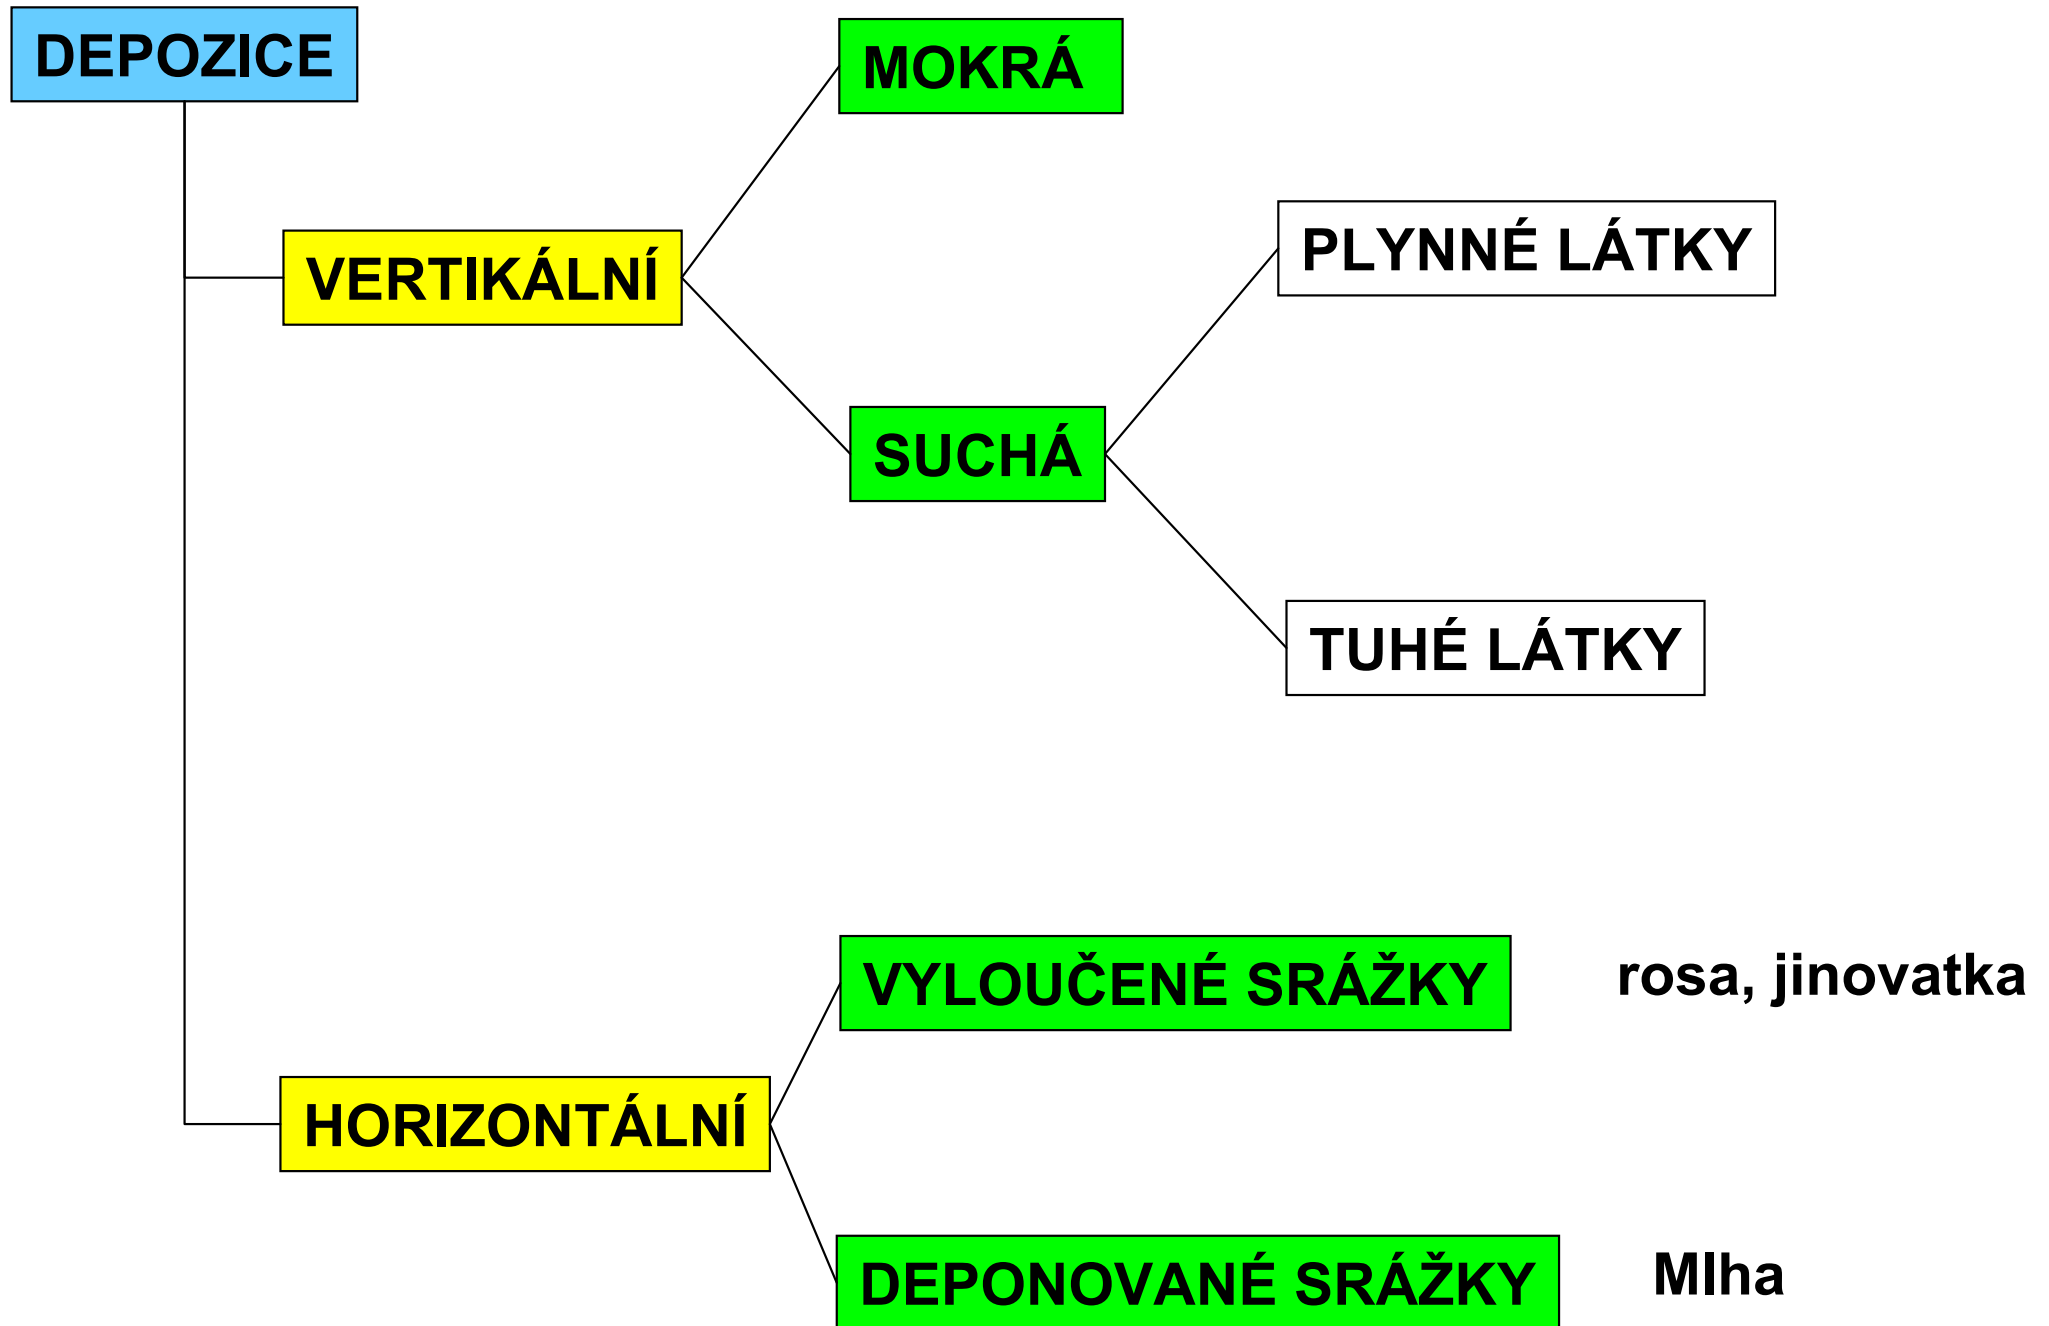 DEPOZICE
MOKRÁ
VERTIKÁLNÍ
PLYNNÉ LÁTKY
SUCHÁ
TUHÉ LÁTKY
VYLOUČENÉ SRÁŽKY
rosa, jinovatka
HORIZONTÁLNÍ
DEPONOVANÉ SRÁŽKY
Mlha